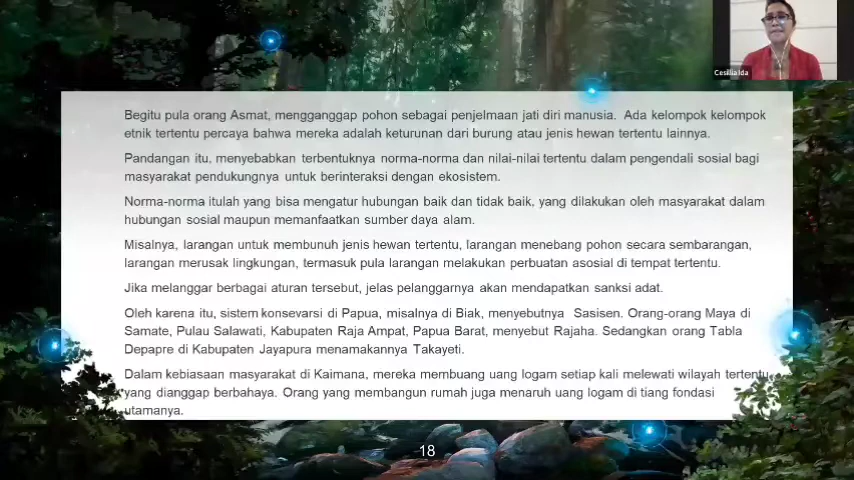 Cesilia Ida
Begitu pula orang Asmat, mengganggap pohon sebagai penjelmaan jati diri manusia. Ada kelompok kelompok
etnik tertentu percaya bahwa mereka adalah keturunan dari burung atau jenis hewan tertentu lainnya.
Pandangan itu, menyebabkan terbentuknya norma-norma dan nilai-nilai tertentu dalam pengendali sosial bagi
masyarakat pendukungnya untuk berinteraksi dengan ekosistem.
Norma-norma itulah yang bisa mengatur hubungan baik dan tidak baik, yang dilakukan oleh masyarakat dalam
hubungan sosial maupun memanfaatkan sumber daya alam.
Misalnya, larangan untuk membunuh jenis hewan tertentu, larangan menebang pohon secara sembarangan,
larangan merusak lingkungan, termasuk pula larangan melakukan perbuatan asosial di tempat tertentu.
Jika melanggar berbagai aturan tersebut, jelas pelanggarnya akan mendapatkan sanksi adat.
Oleh karena itu, sistem konsevarsi di Papua, misalnya di Biak, menyebutnya Sasisen. Orang-orang Maya di
Samate, Pulau Salawati, Kabupaten Raja Ampat, Papua Barat, menyebut Rajaha. Sedangkan orang Tabla
Depapre di Kabupaten Jayapura menamakannya Takayeti.
Dalam kebiasaan masyarakat di Kaimana, mereka membuang uang logam setiap kali melewati wilayah tertentu
yang dianggap berbahaya. Orang yang membangun rumah juga menaruh uang logam di tiang fondasi
utamanya.
18